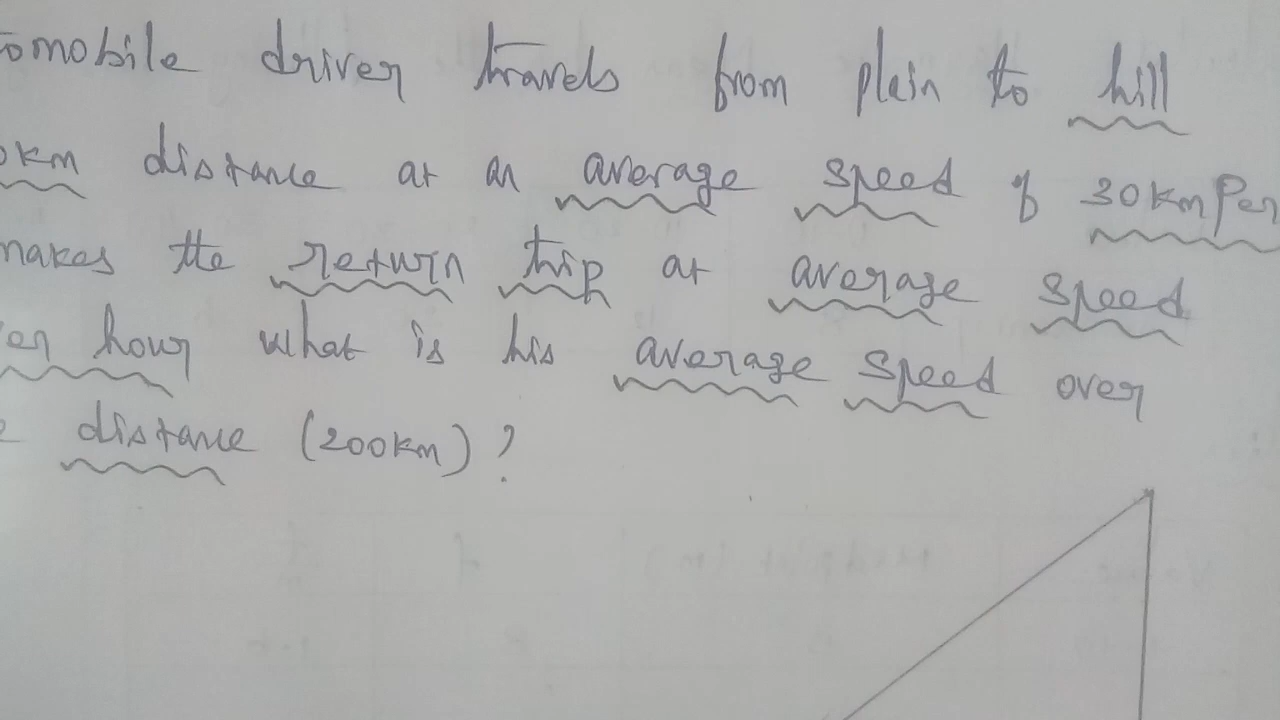 omobile driver travels from plain to hill
0km distance at an average speed of 30km Per
makes the return trip at average speed
er hour what is his average speed over
e distance (200km)?